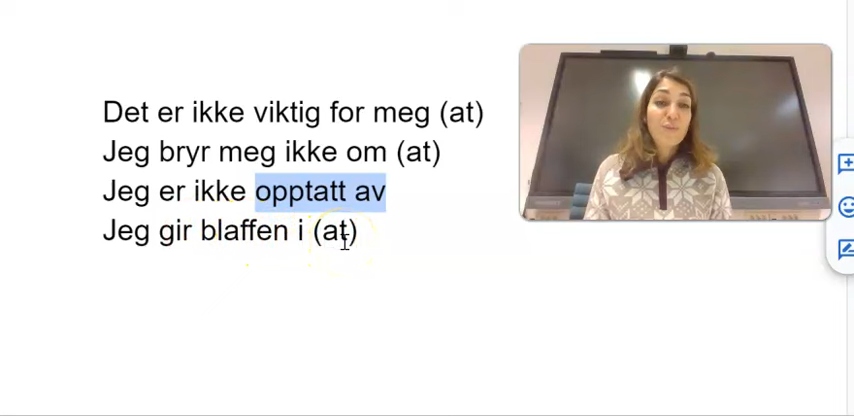 Det er ikke viktig for meg (at)
Jeg bryr meg ikke om (at)
Jeg er ikke opptatt av
Jeg gir blaffen i (at)